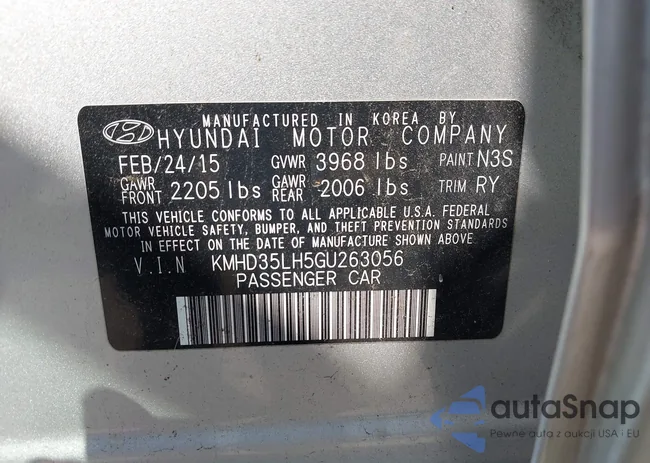 MANUFACTURED IN KOREA BY
HYUNDAI MOTOR COMPANY
FEB/24/15 GVWR 3968 lbs PAINT N3S
GAWR FRONT 2205 lbs GAWR REAR 2006 lbs TRIM RY
THIS VEHICLE CONFORMS TO ALL APPLICABLE U.S.A. FEDERAL
MOTOR VEHICLE SAFETY, BUMPER, AND THEFT PREVENTION STANDARDS
IN EFFECT ON THE DATE OF MANUFACTURE SHOWN ABOVE.
V.I.N KMHD35LH5GU263056
PASSENGER CAR
autaSnap
Pewne auta z aukcji USA i EU